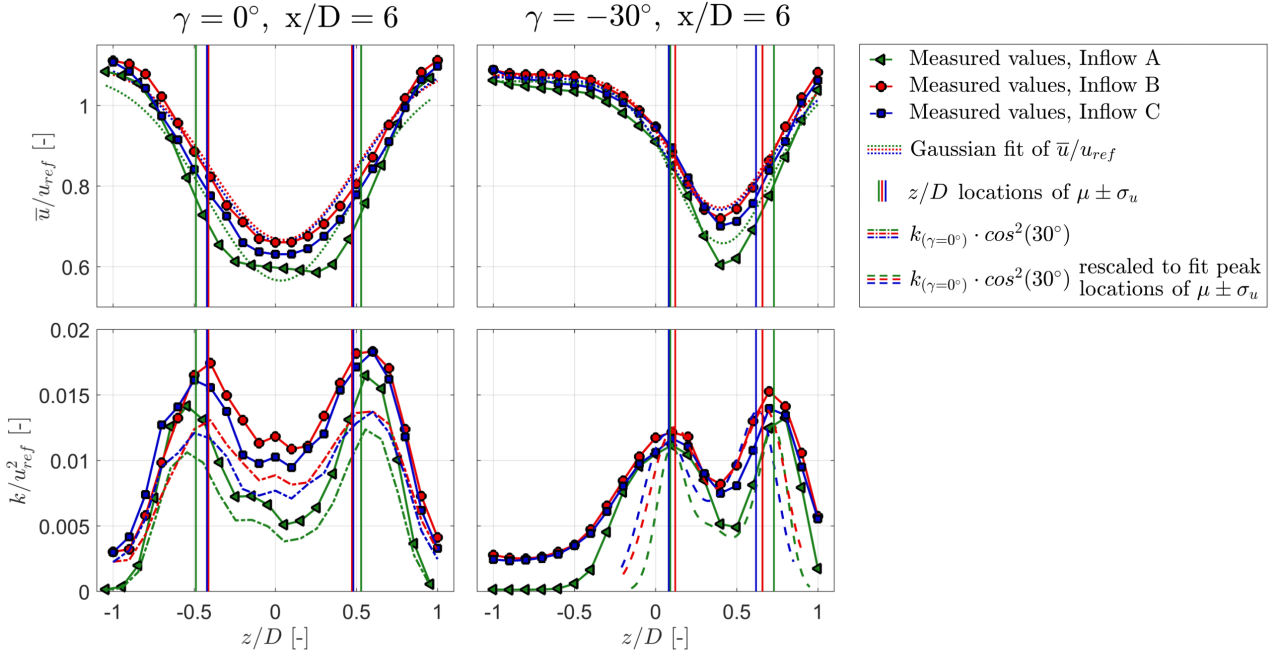 γ = 0°, x/D = 6
γ = −30°, x/D = 6
1
0.8
0.6
u̅/u_ref [-]
Measured values, Inflow A
Measured values, Inflow B
Measured values, Inflow C
Gaussian fit of u̅/u_ref
z/D locations of μ ± σ_u
k_(γ=0°) · cos²(30°)
k_(γ=0°) · cos²(30°) rescaled to fit peak
locations of μ ± σ_u
0.02
0.015
0.01
0.005
0
k/u²_ref [-]
-1 -0.5 0 0.5 1
z/D [-]
-1 -0.5 0 0.5 1
z/D [-]